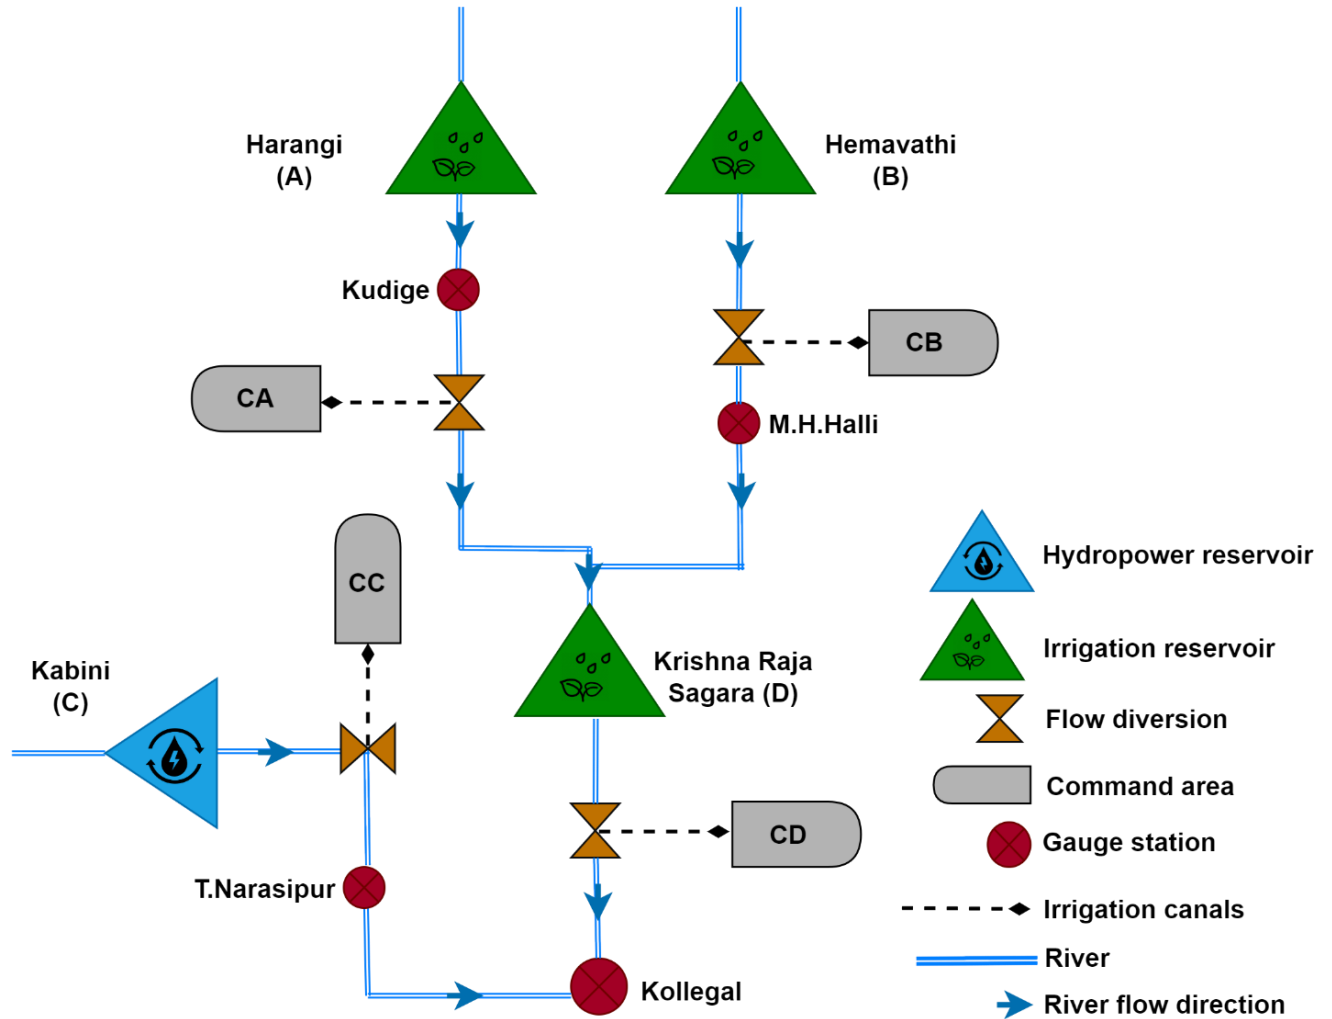 Harangi
(A)
Hemavathi
(B)
Kudige
CB
CA
M.H.Halli
CC
Hydropower reservoir
Kabini
(C)
Krishna Raja
Sagara (D)
Irrigation reservoir
Flow diversion
Command area
CD
Gauge station
T.Narasipur
Irrigation canals
River
Kollegal
River flow direction